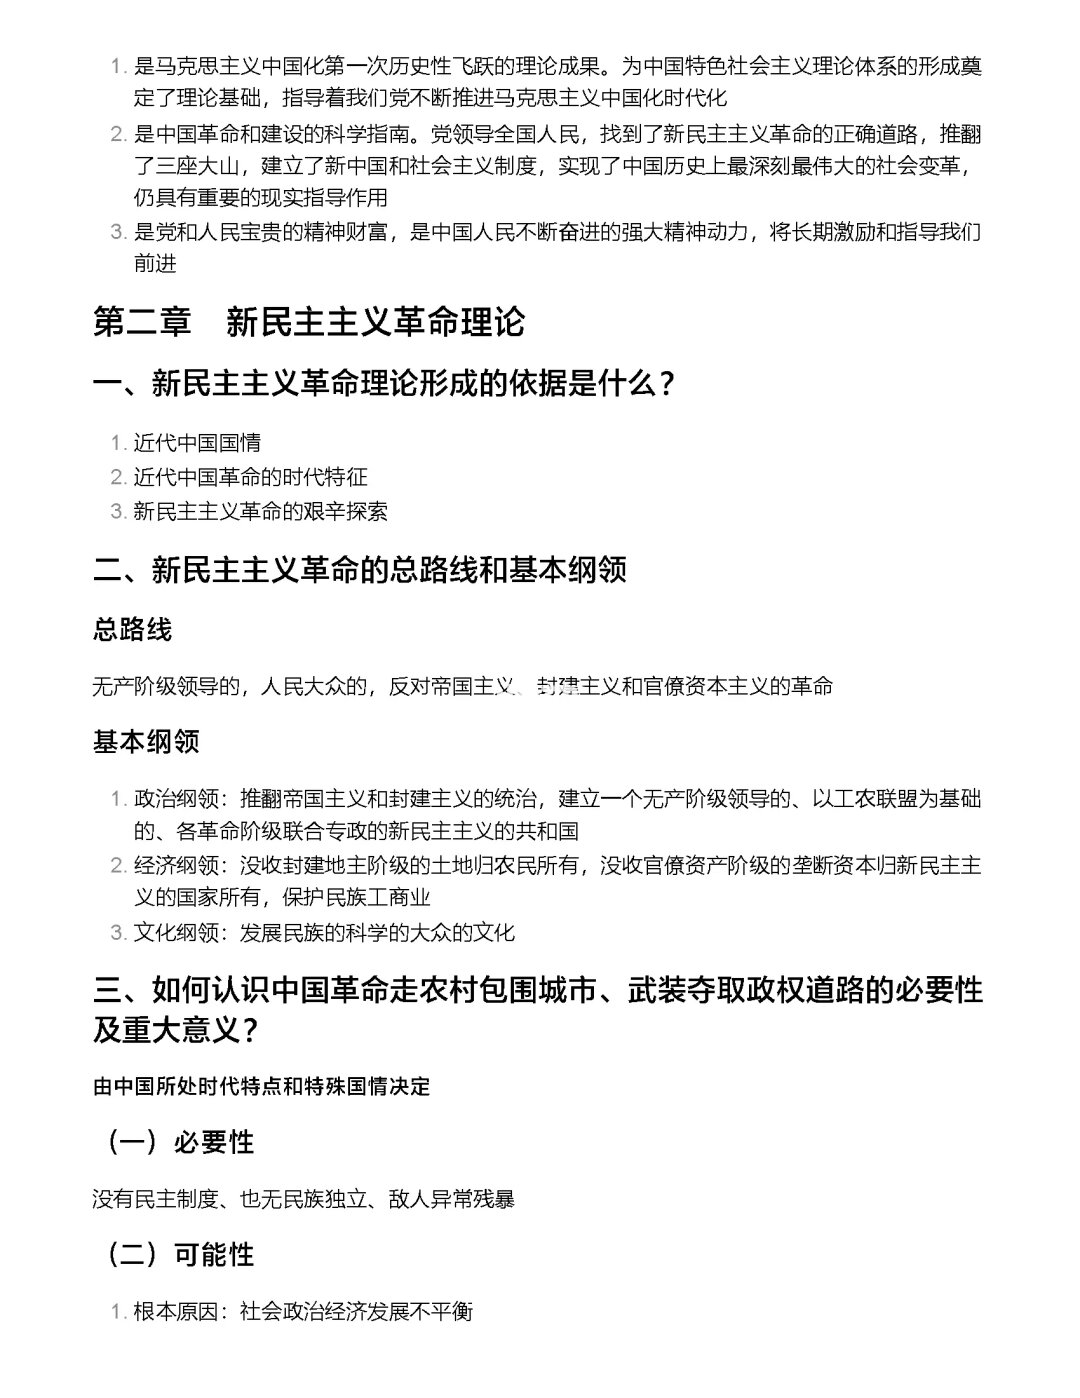 1. 是马克思主义中国化第一次历史性飞跃的理论成果。为中国特色社会主义理论体系的形成奠
定了理论基础，指导着我们党不断推进马克思主义中国化时代化
2. 是中国革命和建设的科学指南。党领导全国人民，找到了新民主主义革命的正确道路，推翻
了三座大山，建立了新中国和社会主义制度，实现了中国历史上最深刻最伟大的社会变革，
仍具有重要的现实指导作用
3. 是党和人民宝贵的精神财富，是中国人民不断奋进的强大精神动力，将长期激励和指导我们
前进
第二章　新民主主义革命理论
一、新民主主义革命理论形成的依据是什么？
1. 近代中国国情
2. 近代中国革命的时代特征
3. 新民主主义革命的艰辛探索
二、新民主主义革命的总路线和基本纲领
总路线
无产阶级领导的，人民大众的，反对帝国主义、封建主义和官僚资本主义的革命
基本纲领
1. 政治纲领：推翻帝国主义和封建主义的统治，建立一个无产阶级领导的、以工农联盟为基础
的、各革命阶级联合专政的新民主主义的共和国
2. 经济纲领：没收封建地主阶级的土地归农民所有，没收官僚资产阶级的垄断资本归新民主主
义的国家所有，保护民族工商业
3. 文化纲领：发展民族的科学的大众的文化
三、如何认识中国革命走农村包围城市、武装夺取政权道路的必要性
及重大意义？
由中国所处时代特点和特殊国情决定
（一）必要性
没有民主制度、也无民族独立、敌人异常残暴
（二）可能性
1. 根本原因：社会政治经济发展不平衡